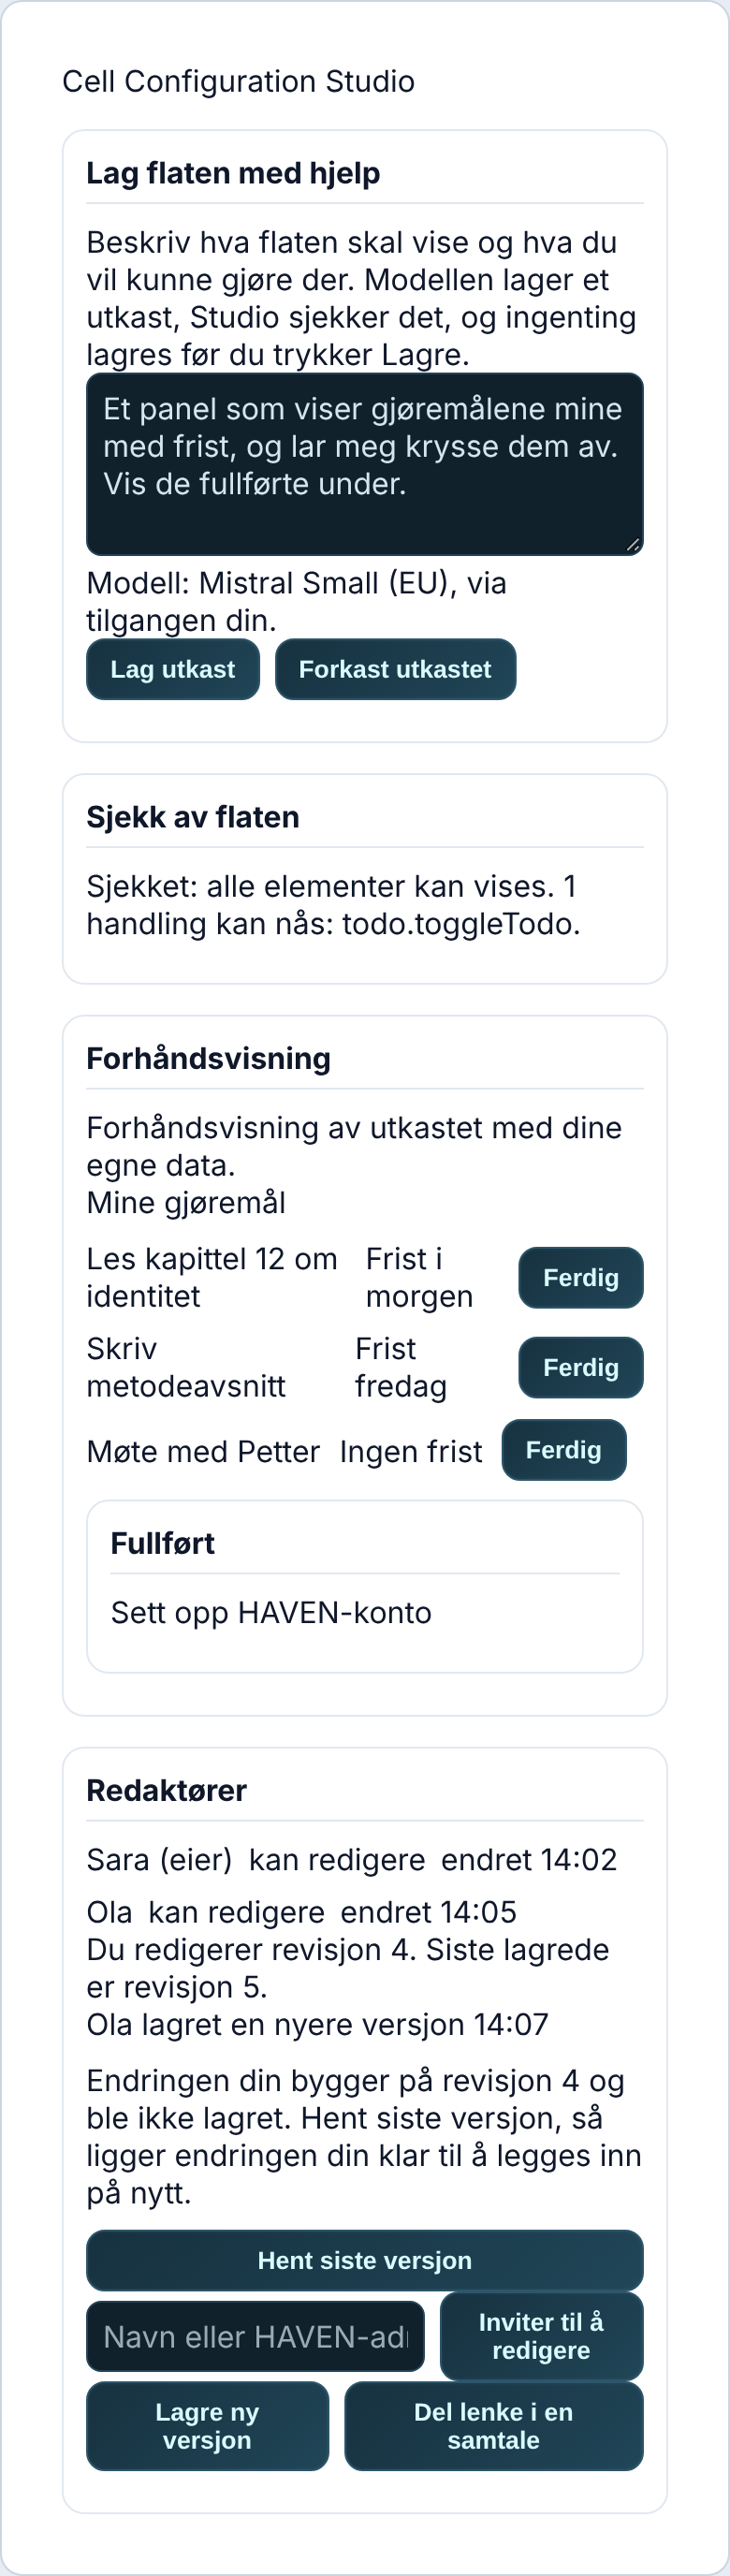 Cell Configuration Studio
Lag flaten med hjelp
Beskriv hva flaten skal vise og hva du
vil kunne gjøre der. Modellen lager et
utkast, Studio sjekker det, og ingenting
lagres før du trykker Lagre.
Et panel som viser gjøremålene mine
med frist, og lar meg krysse dem av.
Vis de fullførte under.
Modell: Mistral Small (EU), via
tilgangen din.
Lag utkast Forkast utkastet
Sjekk av flaten
Sjekket: alle elementer kan vises. 1
handling kan nås: todo.toggleTodo.
Forhåndsvisning
Forhåndsvisning av utkastet med dine
egne data.
Mine gjøremål
Les kapittel 12 om
identitet
Frist i
morgen
Ferdig
Skriv
metodeavsnitt
Frist
fredag
Ferdig
Møte med Petter Ingen frist Ferdig
Fullført
Sett opp HAVEN-konto
Redaktører
Sara (eier) kan redigere endret 14:02
Ola kan redigere endret 14:05
Du redigerer revisjon 4. Siste lagrede
er revisjon 5.
Ola lagret en nyere versjon 14:07
Endringen din bygger på revisjon 4 og
ble ikke lagret. Hent siste versjon, så
ligger endringen din klar til å legges inn
på nytt.
Hent siste versjon
Navn eller HAVEN-ad
Inviter til å
redigere
Lagre ny
versjon
Del lenke i en
samtale